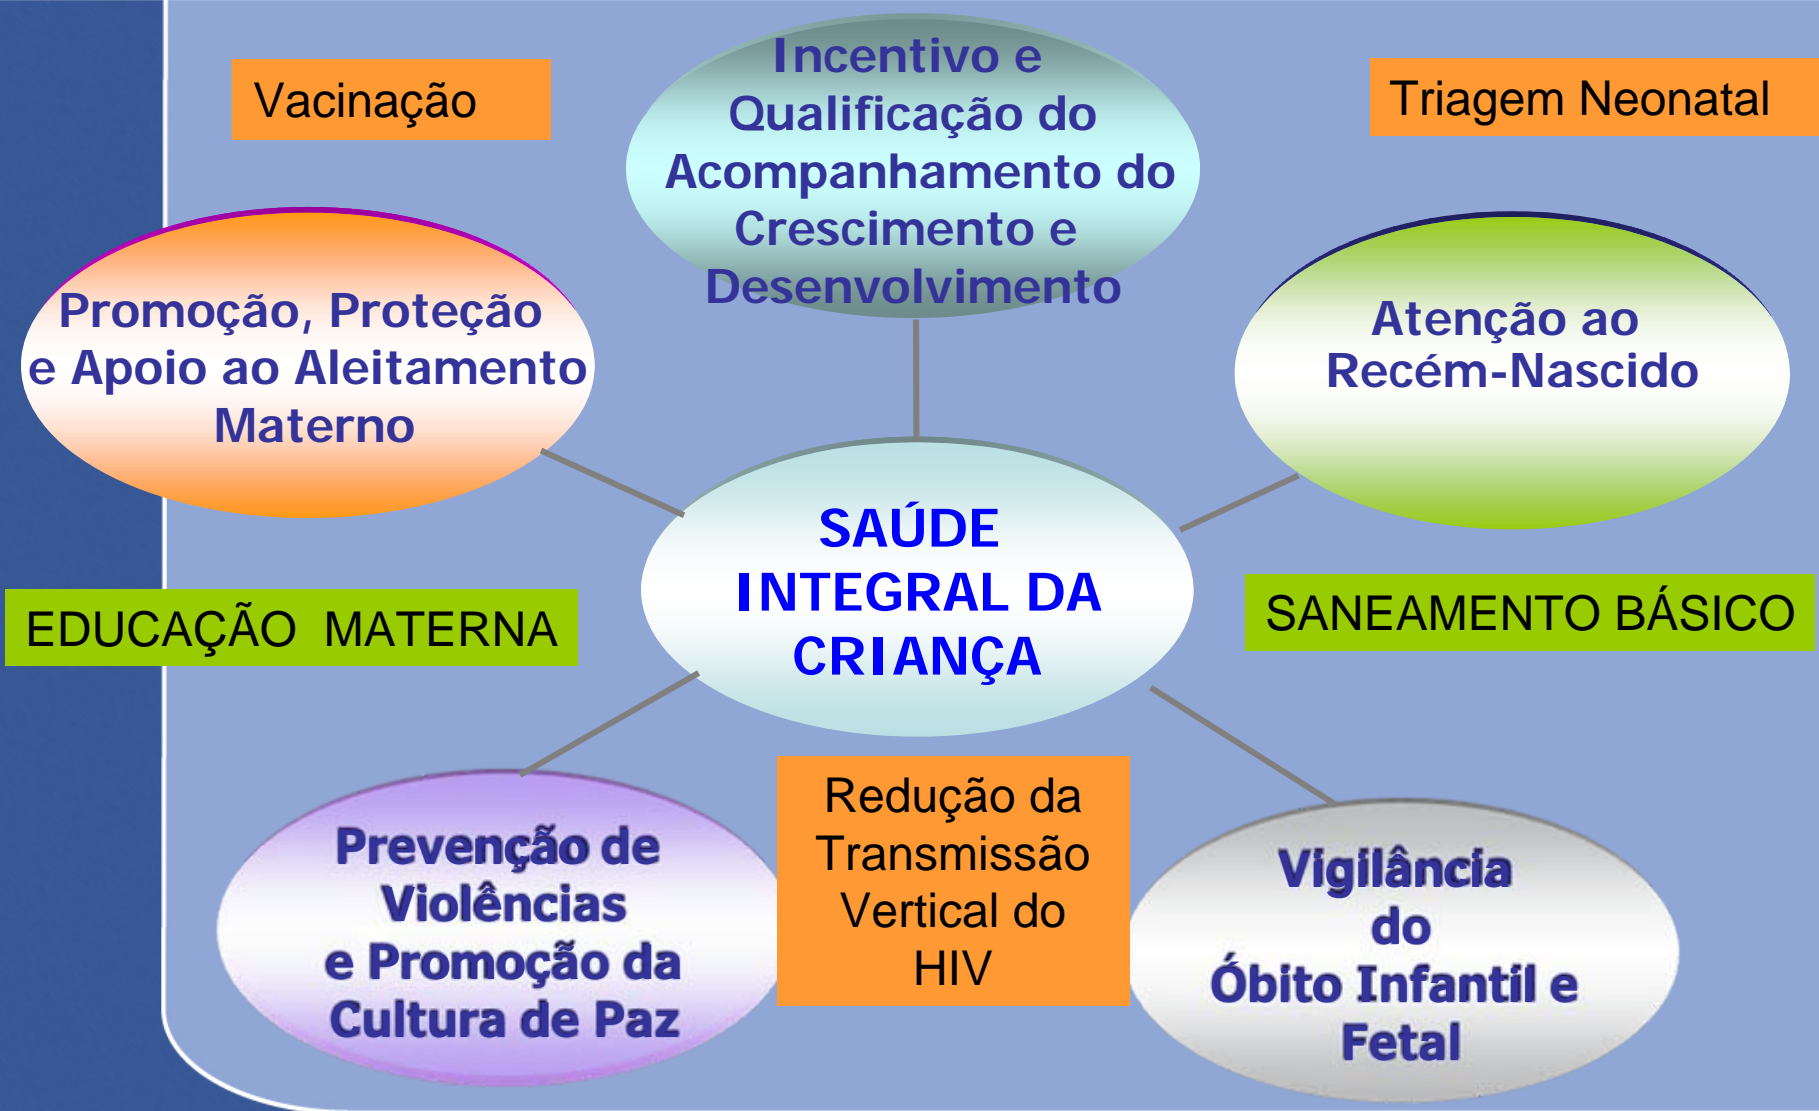 Vacinação
Incentivo e
Qualificação do
Acompanhamento do
Crescimento e
Desenvolvimento
Triagem Neonatal
Promoção, Proteção
e Apoio ao Aleitamento
Materno
Atenção ao
Recém-Nascido
SAÚDE
INTEGRAL DA
CRIANÇA
EDUCAÇÃO MATERNA
SANEAMENTO BÁSICO
Prevenção de
Violências
e Promoção da
Cultura de Paz
Redução da
Transmissão
Vertical do
HIV
Vigilância
do
Óbito Infantil e
Fetal